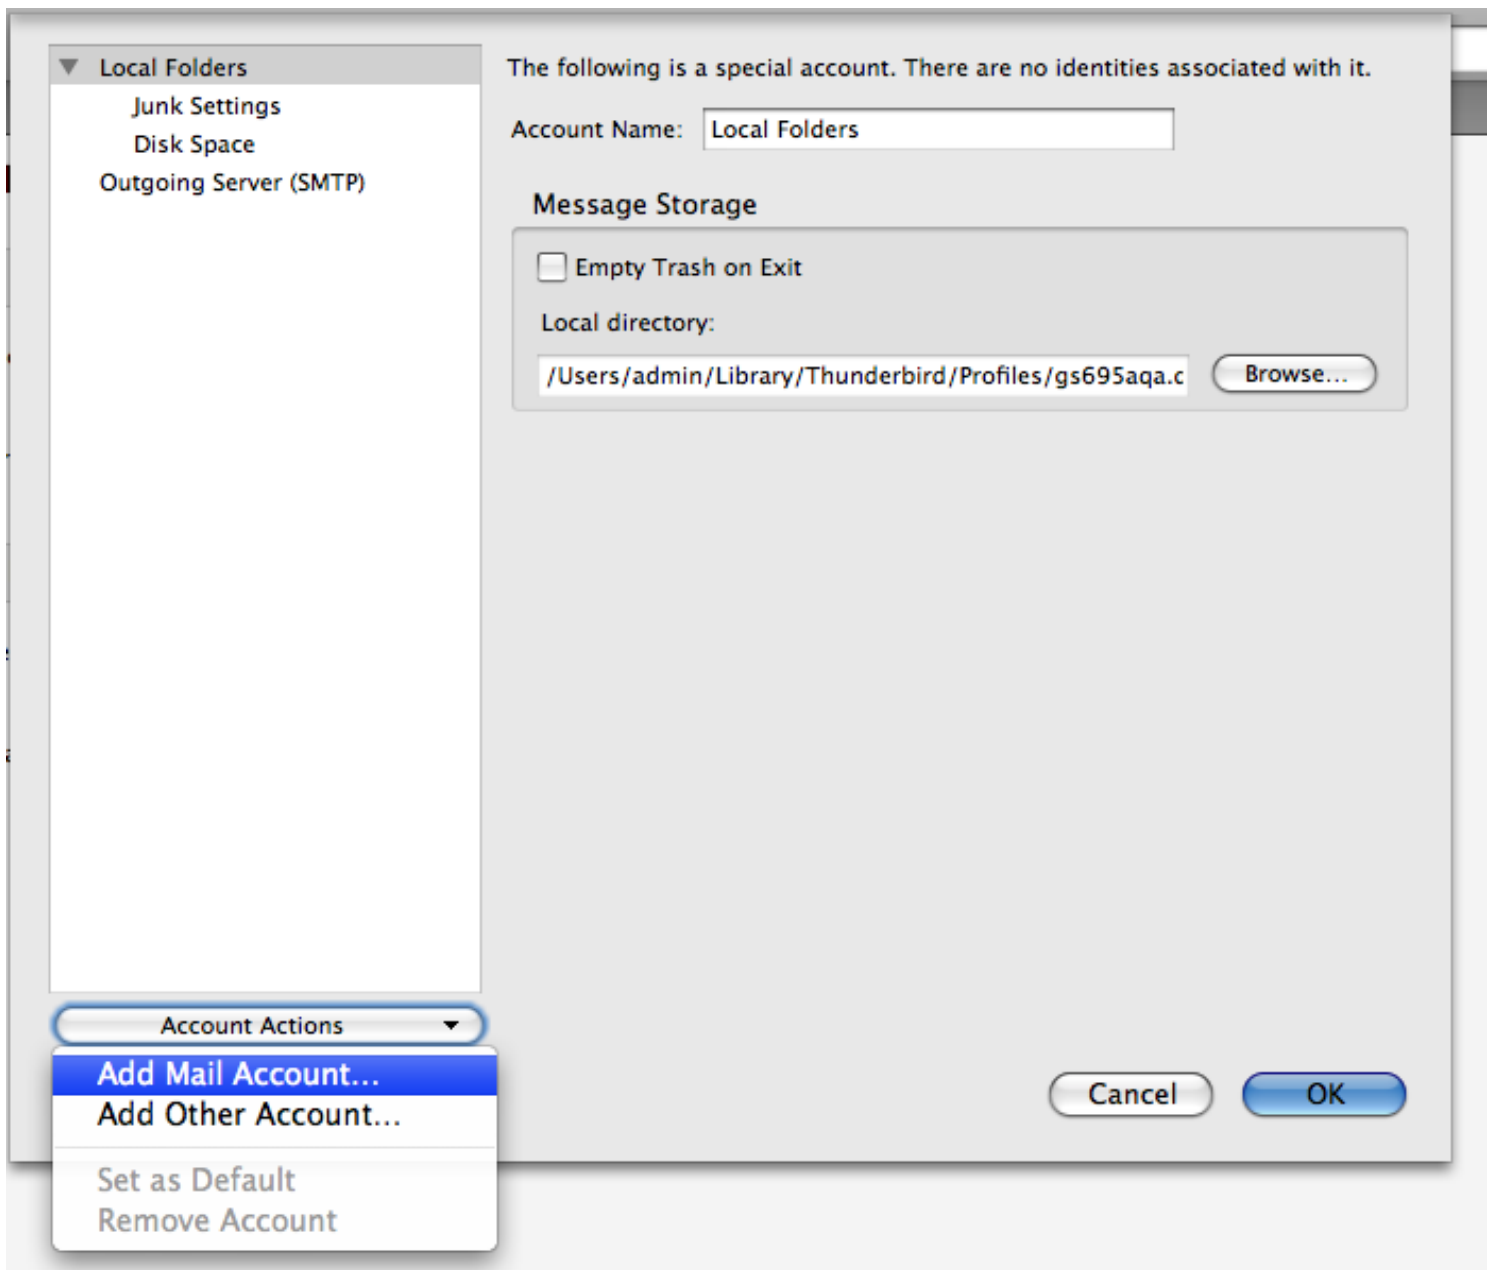 Local Folders
Junk Settings
Disk Space
Outgoing Server (SMTP)
The following is a special account. There are no identities associated with it.
Account Name: Local Folders
Message Storage
Empty Trash on Exit
Local directory:
/Users/admin/Library/Thunderbird/Profiles/gs695aqa.c Browse...
Account Actions
Add Mail Account...
Add Other Account...
Set as Default
Remove Account
Cancel OK